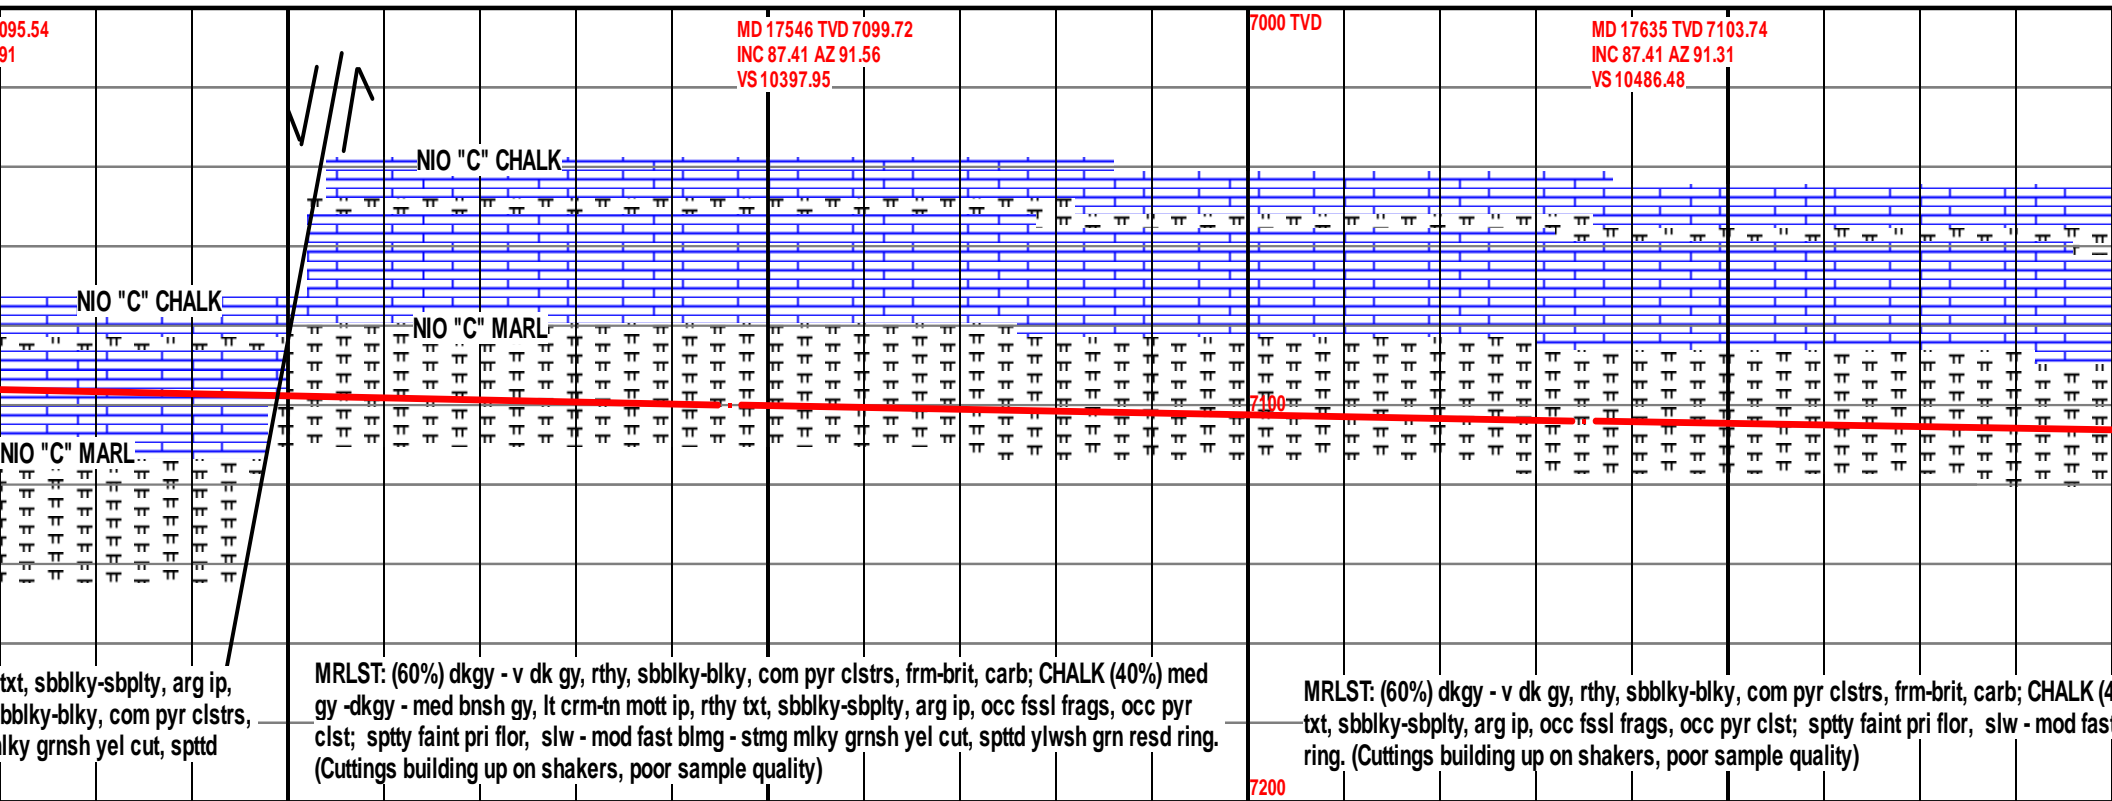 095.54
91
MD 17546 TVD 7099.72
INC 87.41 AZ 91.56
VS 10397.95
7000 TVD
MD 17635 TVD 7103.74
INC 87.41 AZ 91.31
VS 10486.48
NIO "C" CHALK
NIO "C" CHALK
NIO "C" MARL
7100
NIO "C" MARL
txt, sbblky-sbplty, arg ip,
bblky-blky, com pyr clstrs,
lky grnsh yel cut, spttd
MRLST: (60%) dkgy - v dk gy, rthy, sbblky-blky, com pyr clstrs, frm-brit, carb; CHALK (40%) med
gy -dkgy - med bnsh gy, lt crm-tn mott ip, rthy txt, sbblky-sbplty, arg ip, occ fssl frags, occ pyr
clst; sptty faint pri flor, slw - mod fast blmg - stmg mlky grnsh yel cut, spttd ylwsh grn resd ring.
(Cuttings building up on shakers, poor sample quality)
MRLST: (60%) dkgy - v dk gy, rthy, sbblky-blky, com pyr clstrs, frm-brit, carb; CHALK (4
txt, sbblky-sbplty, arg ip, occ fssl frags, occ pyr clst; sptty faint pri flor, slw - mod fast
ring. (Cuttings building up on shakers, poor sample quality)
7200